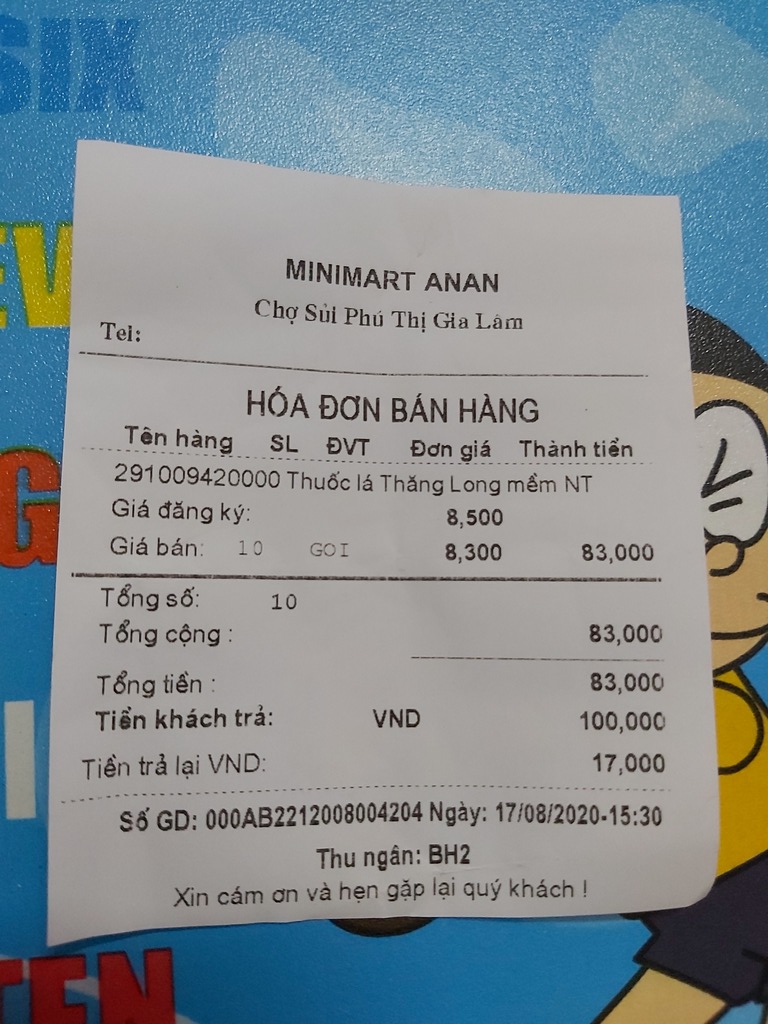 SIX
MINIMART ANAN
Chợ Sủi Phú Thị Gia Lâm
Tel:
HÓA ĐƠN BÁN HÀNG
Tên hàng SL ĐVT Đơn giá Thành tiền
291009420000 Thuốc lá Thăng Long mềm NT
Giá đăng ký: 8,500
Giá bán: 10 GOI 8,300 83,000
Tổng số: 10
Tổng cộng : 83,000
Tổng tiền : 83,000
Tiền khách trả: VND 100,000
Tiền trả lại VND: 17,000
Số GD: 000AB2212008004204 Ngày: 17/08/2020-15:30
Thu ngân: BH2
Xin cám ơn và hẹn gặp lại quý khách !
TEN